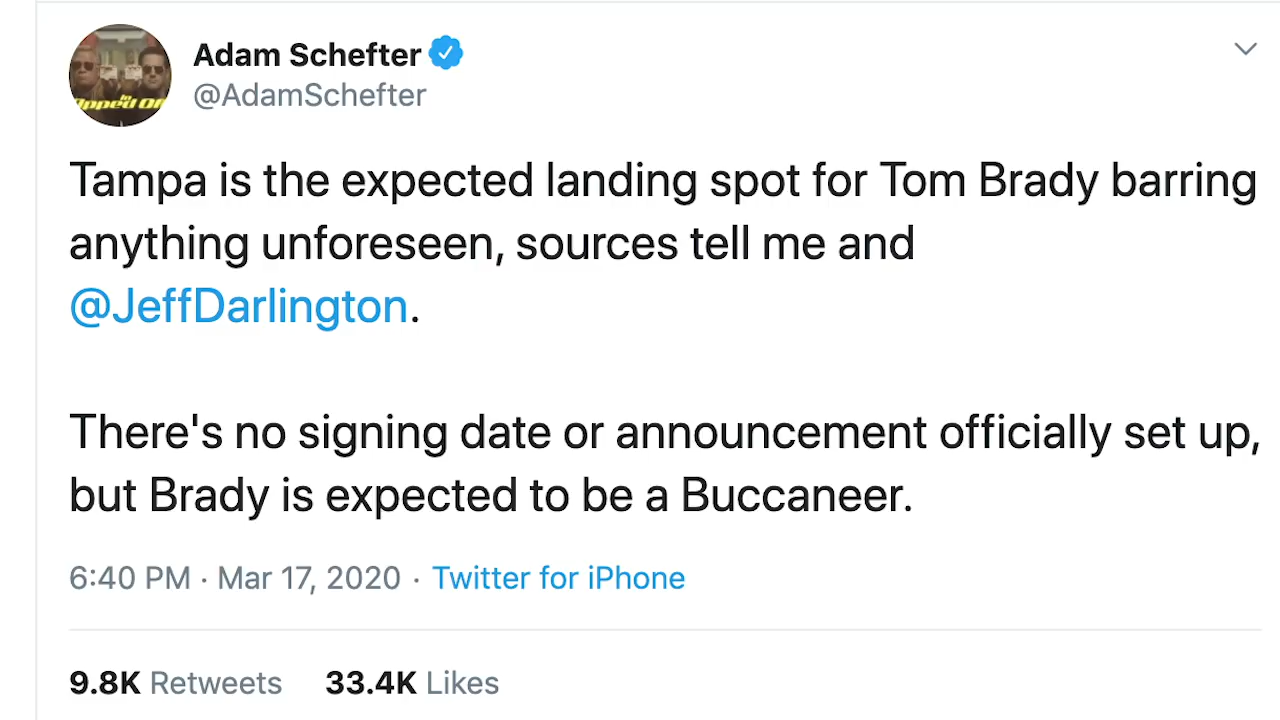 Adam Schefter
@AdamSchefter
Tampa is the expected landing spot for Tom Brady barring
anything unforeseen, sources tell me and
@JeffDarlington.
There's no signing date or announcement officially set up,
but Brady is expected to be a Buccaneer.
6:40 PM · Mar 17, 2020 · Twitter for iPhone
9.8K Retweets 33.4K Likes